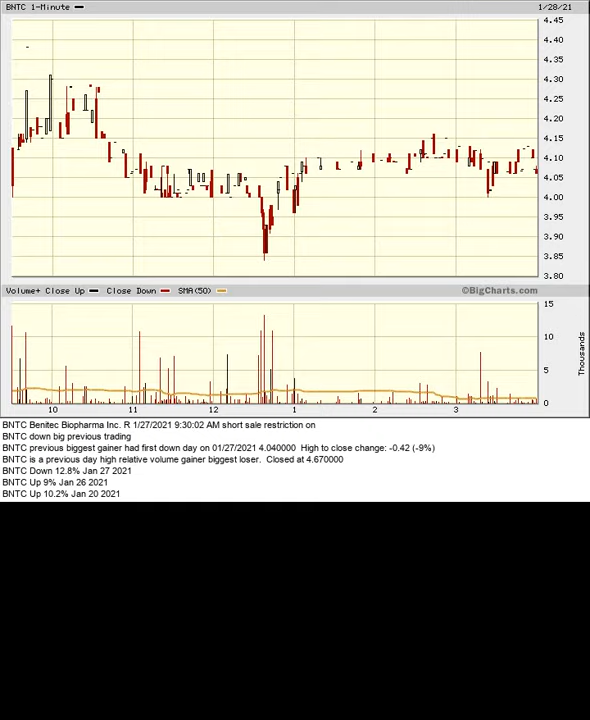 BNTC 1-Minute 1/28/21
4.45
4.40
4.35
4.30
4.25
4.20
4.15
4.10
4.05
4.00
3.95
3.90
3.85
3.80
Volume+ Close Up Close Down SMA(50) ©BigCharts.com
15
10
5
0
Thousands
10 11 12 1 2 3
BNTC Benitec Biopharma Inc. R 1/27/2021 9:30:02 AM short sale restriction on
BNTC down big previous trading
BNTC previous biggest gainer had first down day on 01/27/2021 4.040000 High to close change: -0.42 (-9%)
BNTC is a previous day high relative volume gainer biggest loser. Closed at 4.670000
BNTC Down 12.8% Jan 27 2021
BNTC Up 9% Jan 26 2021
BNTC Up 10.2% Jan 20 2021